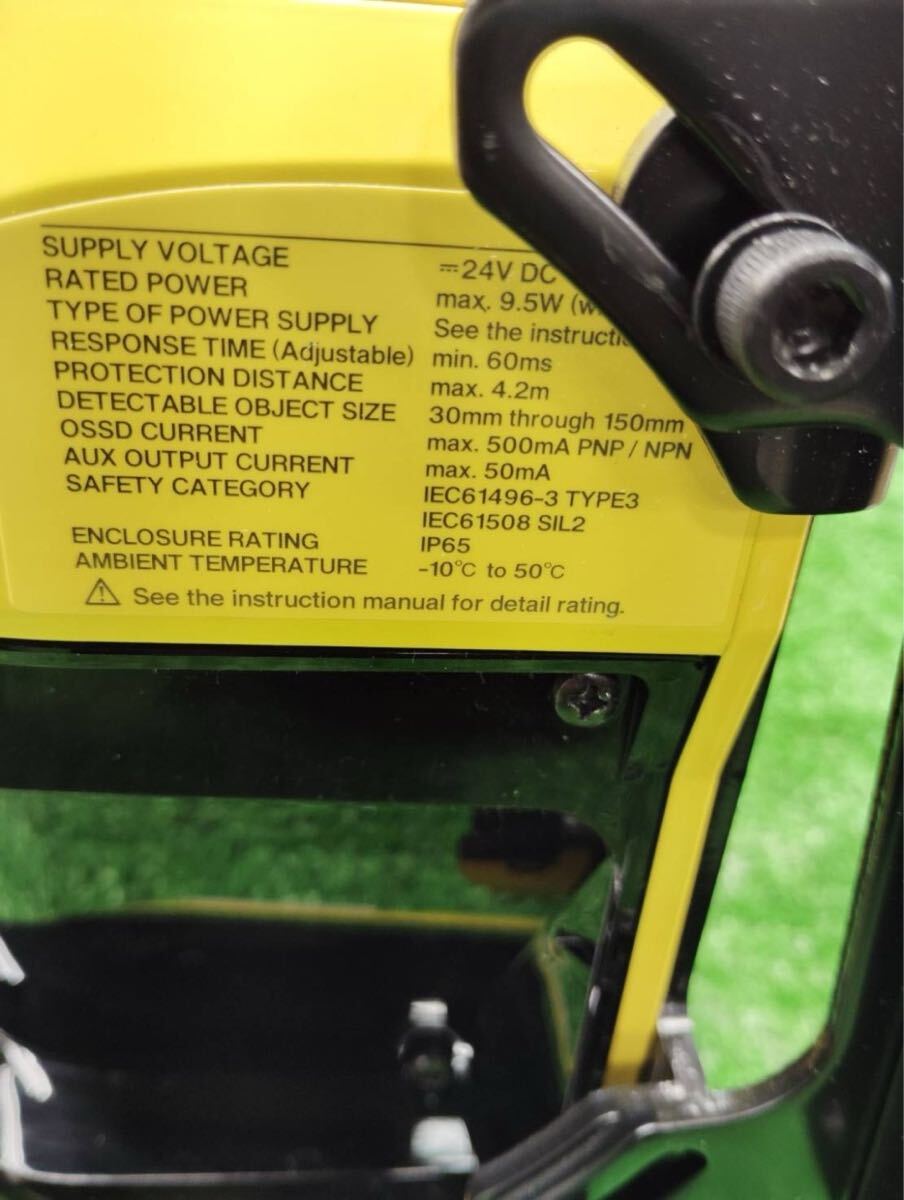 SUPPLY VOLTAGE ⎓24V DC
RATED POWER max. 9.5W
TYPE OF POWER SUPPLY See the
RESPONSE TIME (Adjustable) min. 60ms
PROTECTION DISTANCE max. 4.2m
DETECTABLE OBJECT SIZE 30mm through 150mm
OSSD CURRENT max. 500mA PNP / NPN
AUX OUTPUT CURRENT max. 50mA
SAFETY CATEGORY IEC61496-3 TYPE3
IEC61508 SIL2
ENCLOSURE RATING IP65
AMBIENT TEMPERATURE -10℃ to 50℃
⚠ See the instruction manual for detail rating.